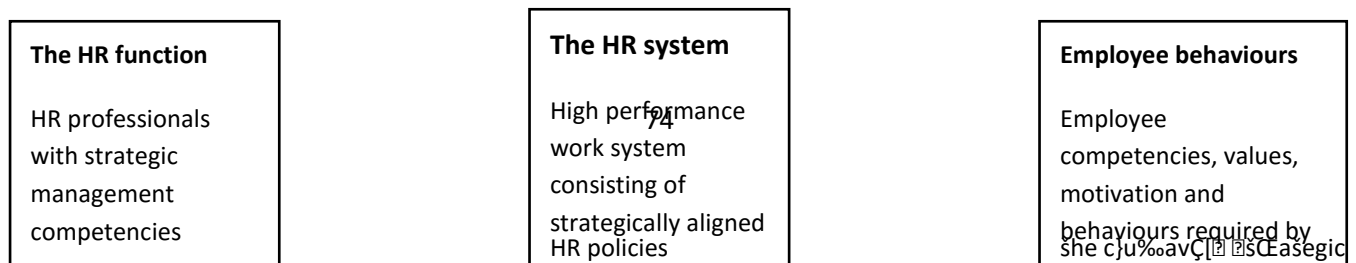 The HR function
HR professionals
with strategic
management
competencies
The HR system
High performance
74
work system
consisting of
strategically aligned
HR policies
Employee behaviours
Employee
competencies, values,
motivation and
behaviours required by